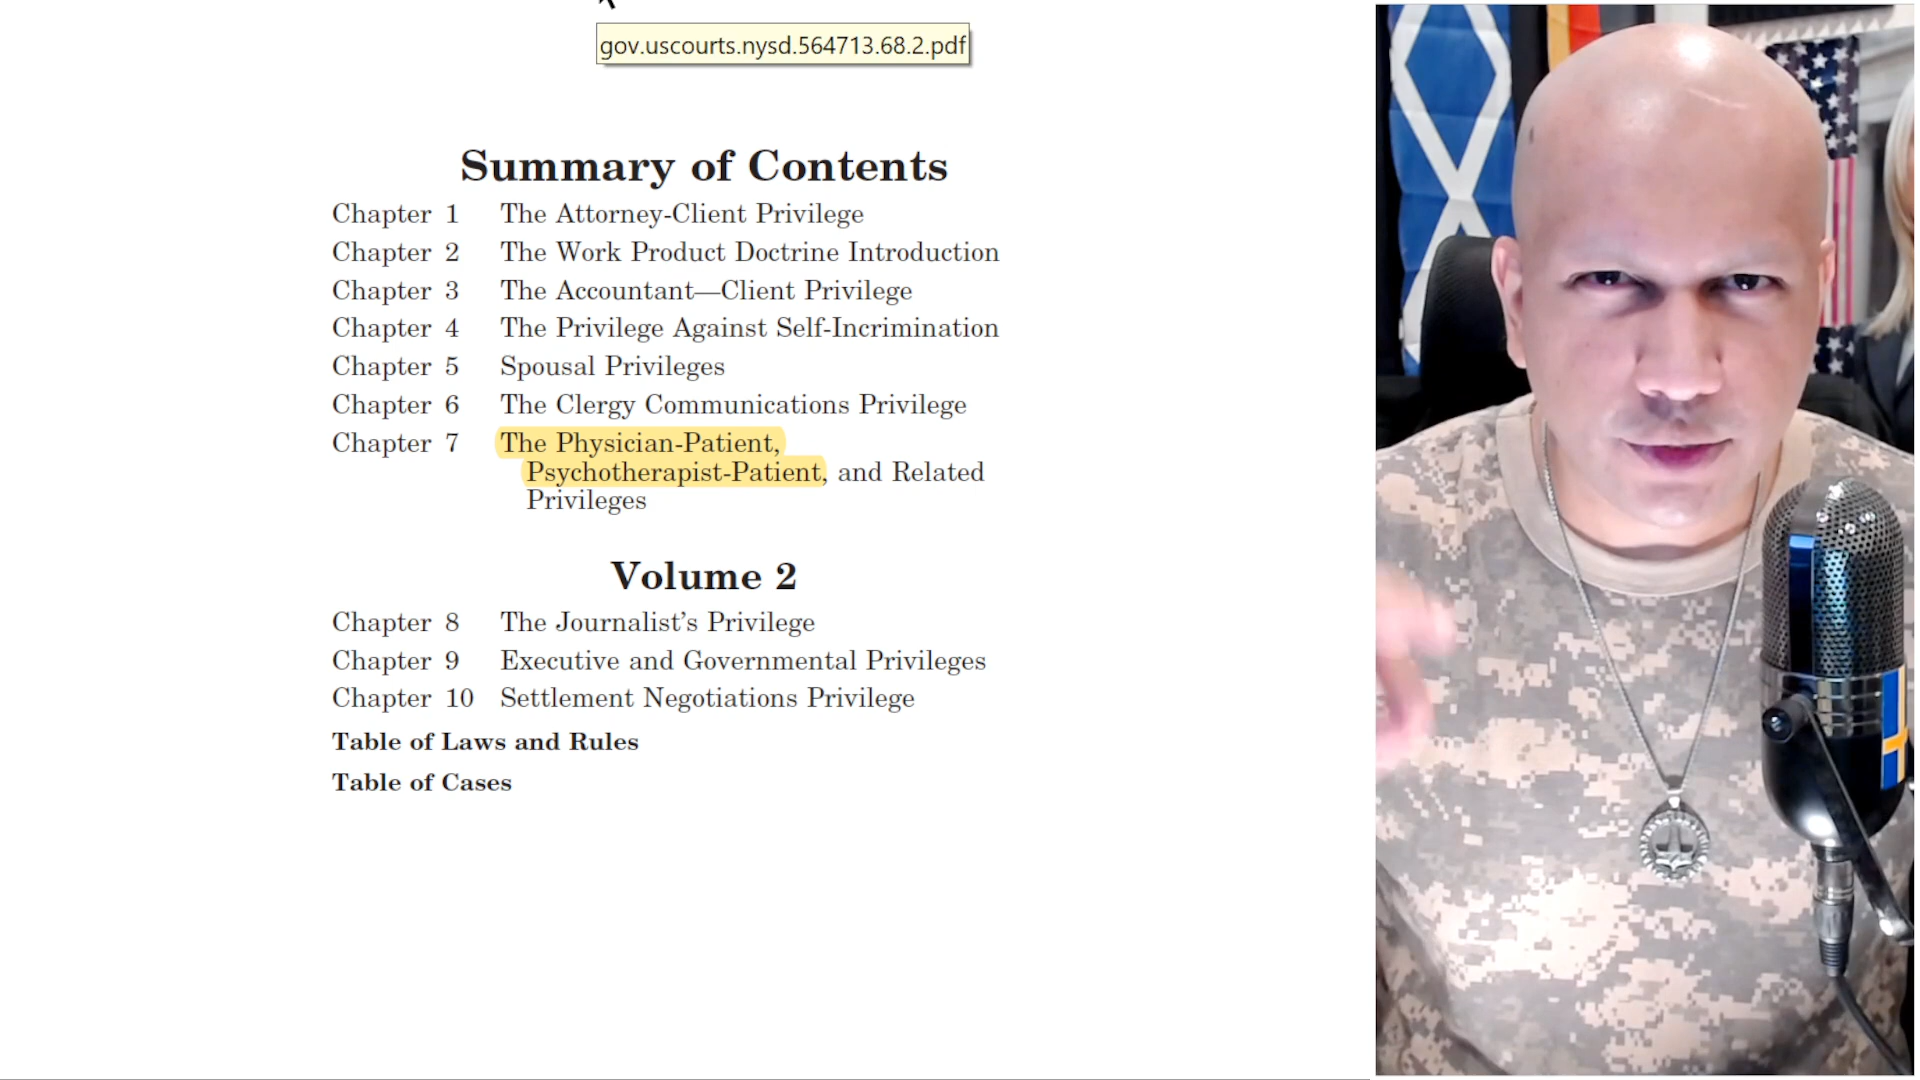 gov.uscourts.nysd.564713.68.2.pdf
Summary of Contents
Chapter 1 The Attorney-Client Privilege
Chapter 2 The Work Product Doctrine Introduction
Chapter 3 The Accountant—Client Privilege
Chapter 4 The Privilege Against Self-Incrimination
Chapter 5 Spousal Privileges
Chapter 6 The Clergy Communications Privilege
Chapter 7 The Physician-Patient,
Psychotherapist-Patient, and Related
Privileges
Volume 2
Chapter 8 The Journalist’s Privilege
Chapter 9 Executive and Governmental Privileges
Chapter 10 Settlement Negotiations Privilege
Table of Laws and Rules
Table of Cases